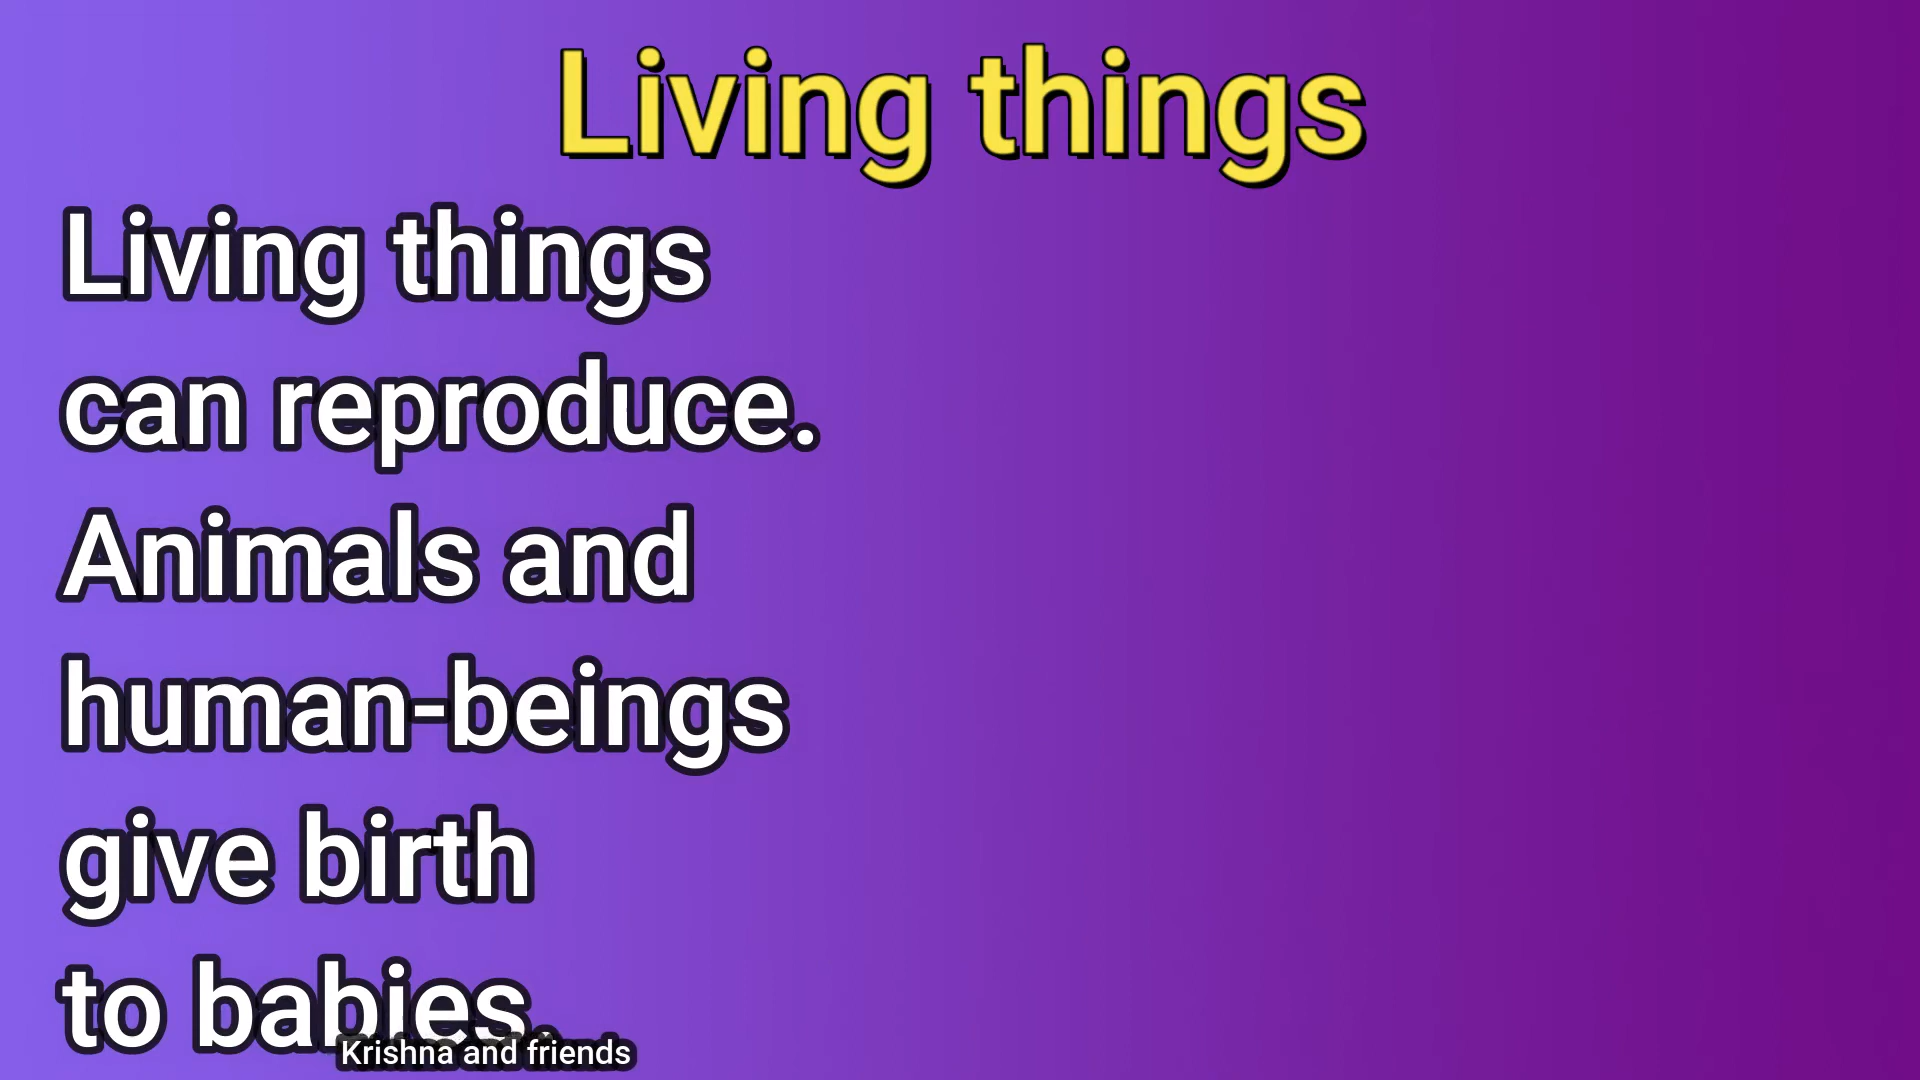 Living things
Living things
can reproduce.
Animals and
human-beings
give birth
to babies.
Krishna and friends